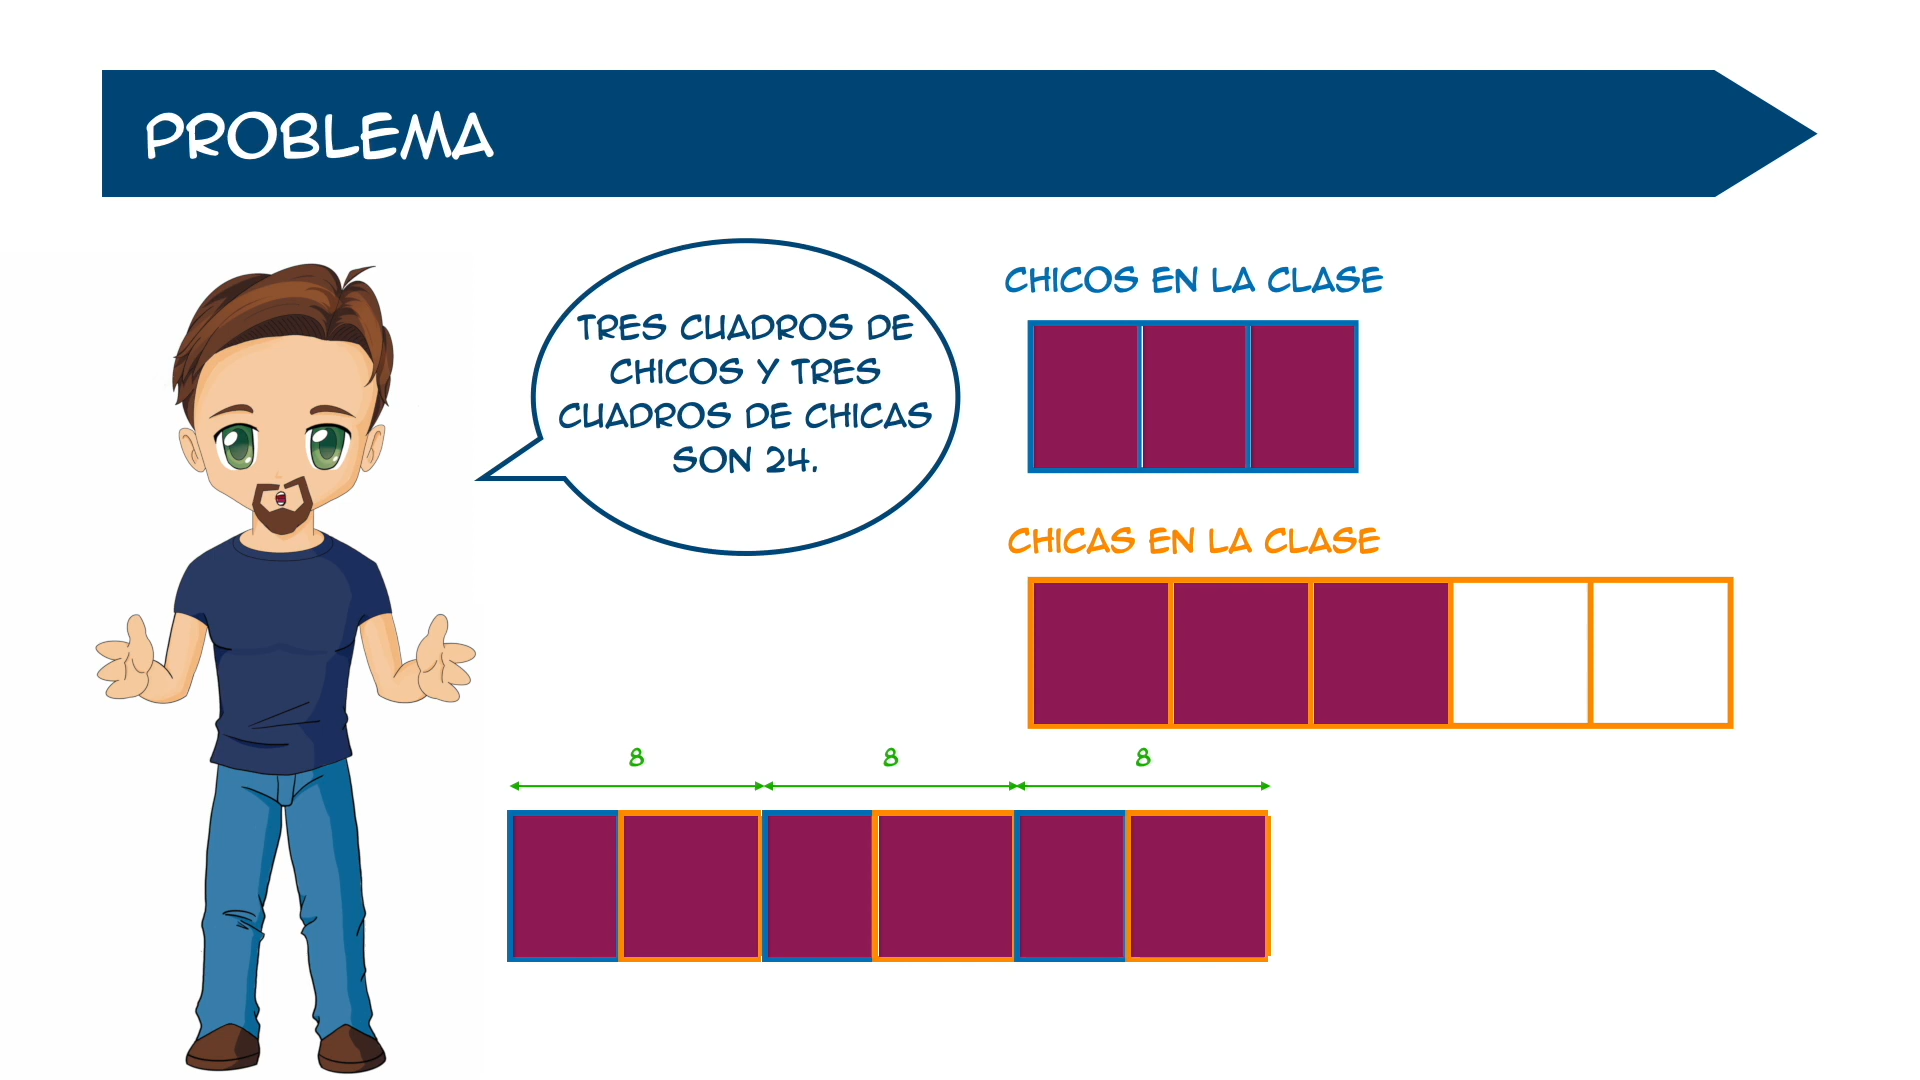 PROBLEMA
TRES CUADROS DE
CHICOS Y TRES
CUADROS DE CHICAS
SON 24.
CHICOS EN LA CLASE
CHICAS EN LA CLASE
8 8 8